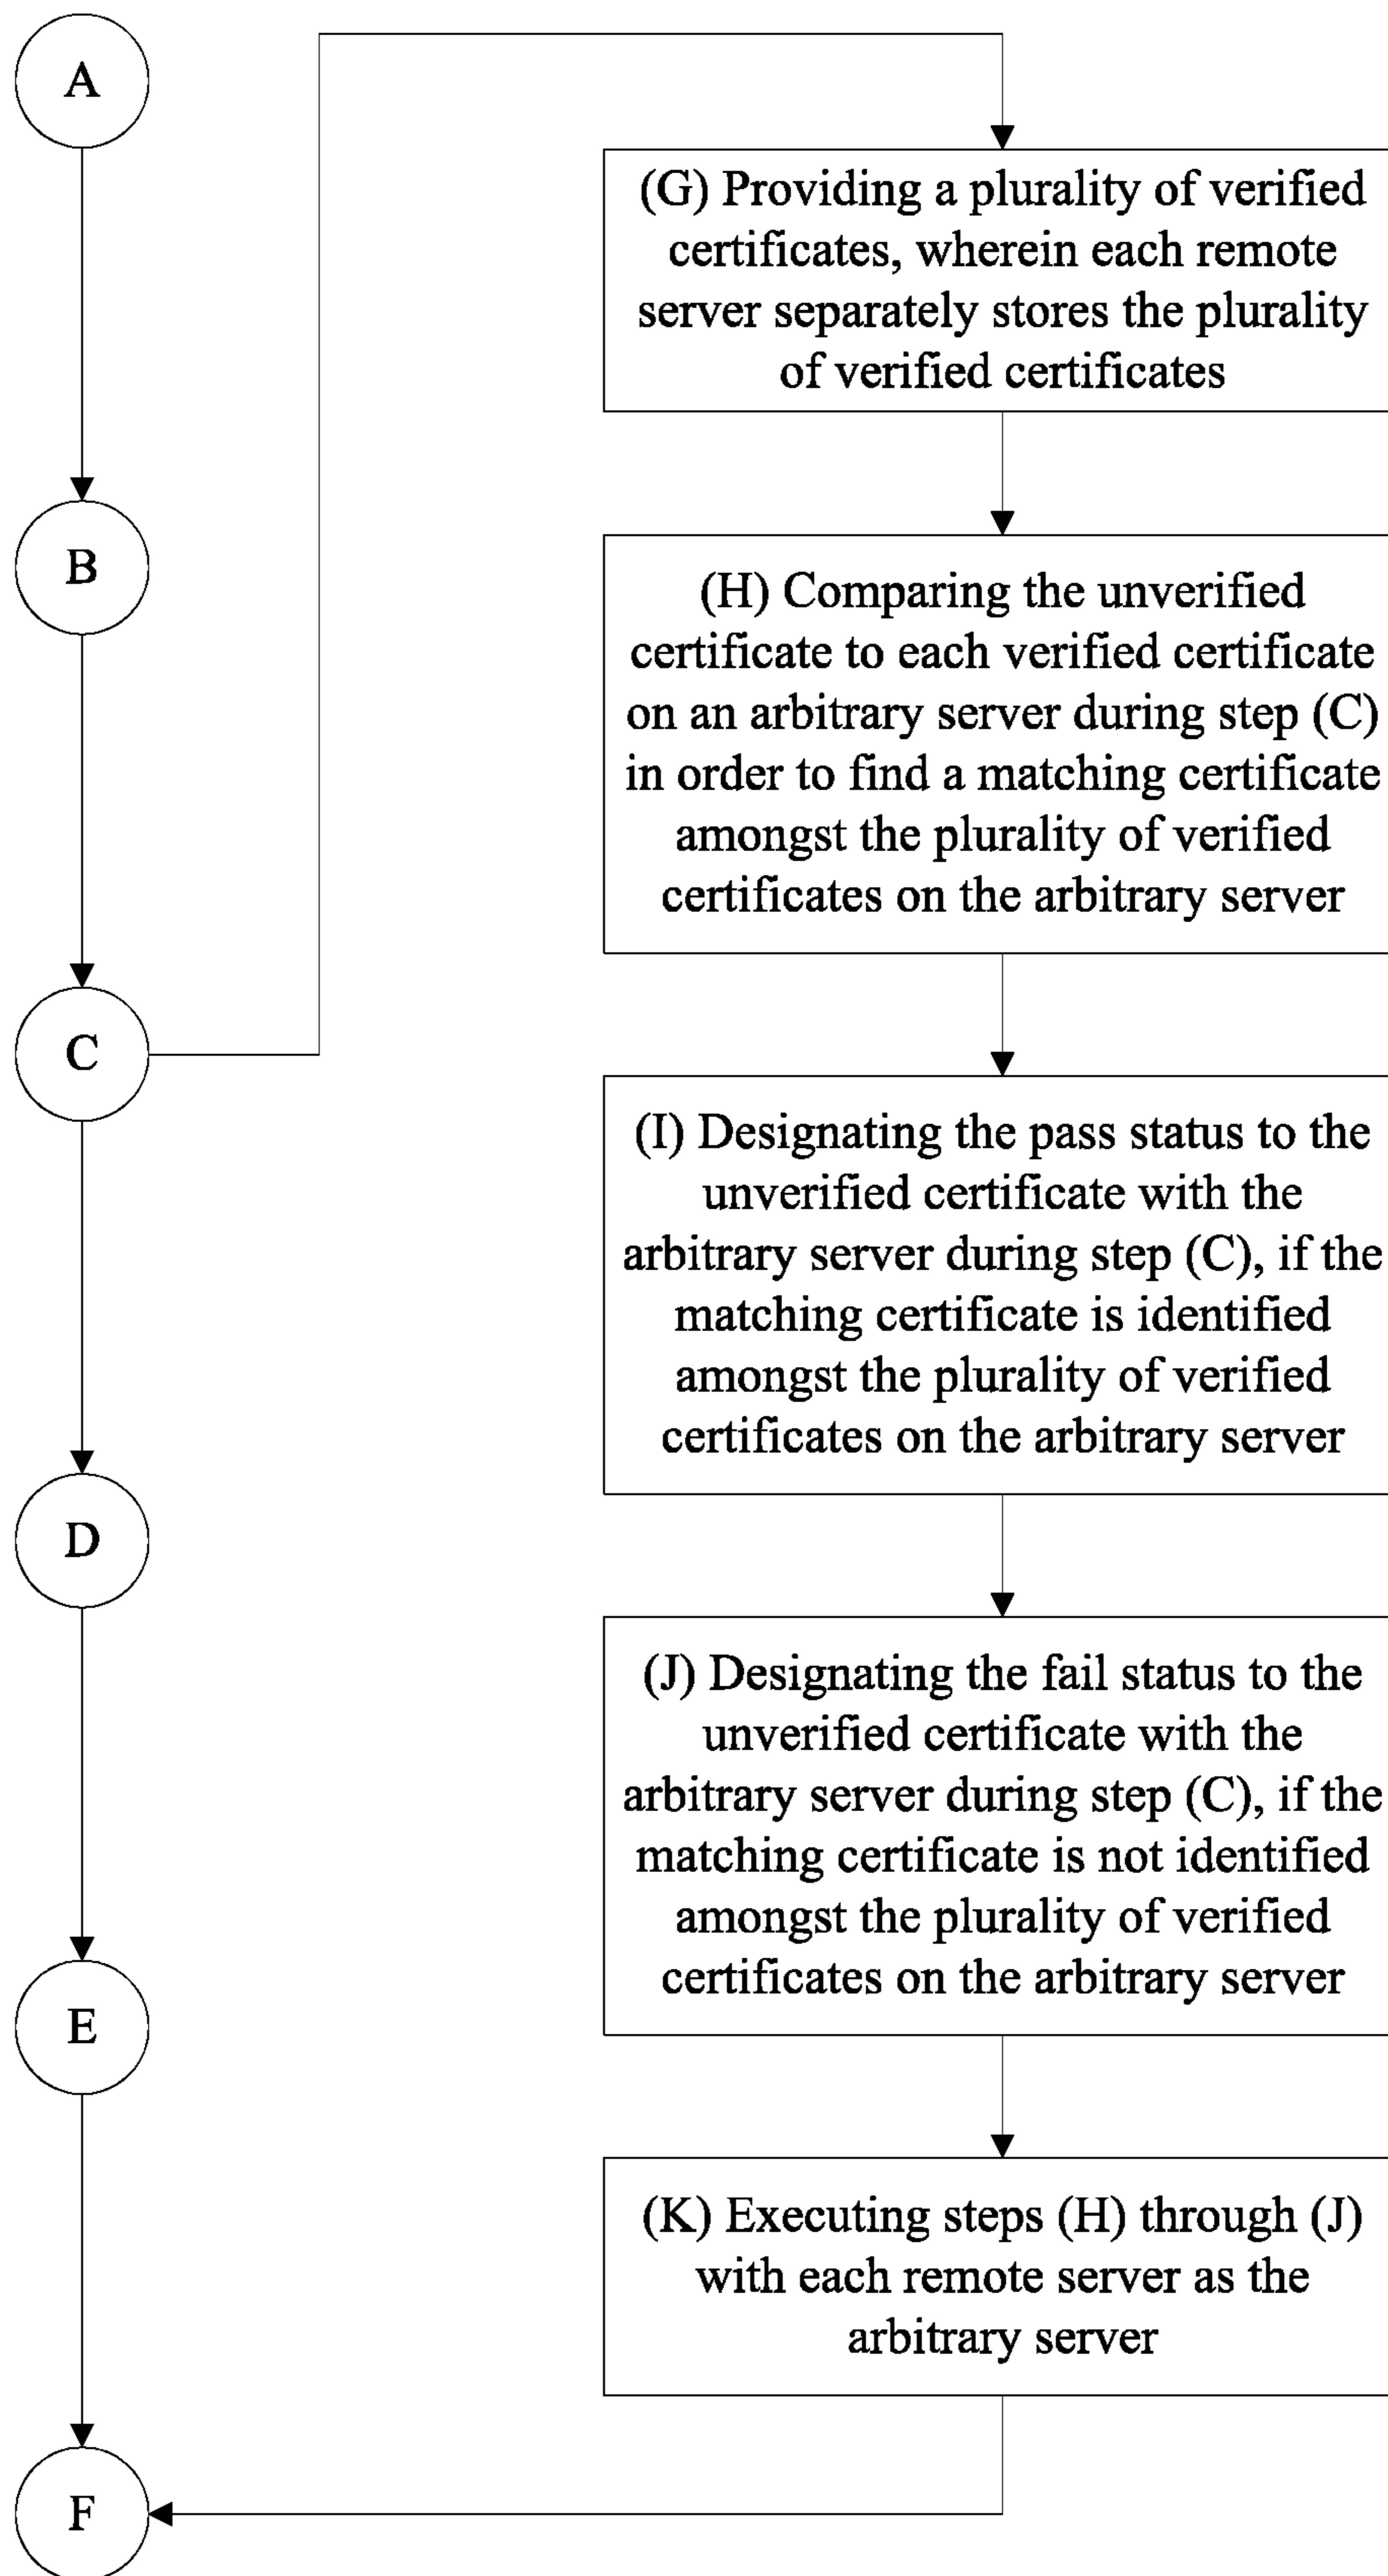 A
B
C
D
E
F
(G) Providing a plurality of verified
certificates, wherein each remote
server separately stores the plurality
of verified certificates
(H) Comparing the unverified
certificate to each verified certificate
on an arbitrary server during step (C)
in order to find a matching certificate
amongst the plurality of verified
certificates on the arbitrary server
(I) Designating the pass status to the
unverified certificate with the
arbitrary server during step (C), if the
matching certificate is identified
amongst the plurality of verified
certificates on the arbitrary server
(J) Designating the fail status to the
unverified certificate with the
arbitrary server during step (C), if the
matching certificate is not identified
amongst the plurality of verified
certificates on the arbitrary server
(K) Executing steps (H) through (J)
with each remote server as the
arbitrary server